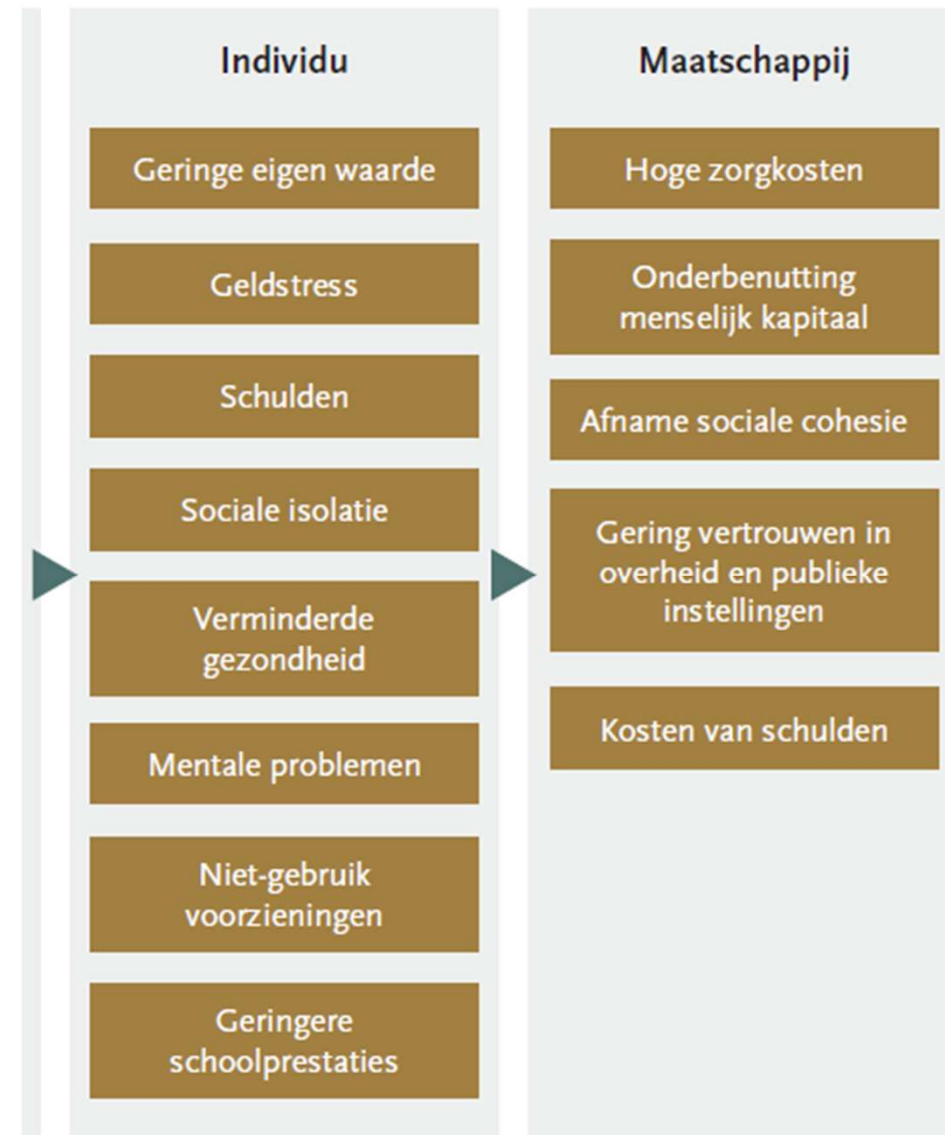 Individu
Geringe eigen waarde
Geldstress
Schulden
Sociale isolatie
Verminderde
gezondheid
Mentale problemen
Niet-gebruik
voorzieningen
Geringere
schoolprestaties
Maatschappij
Hoge zorgkosten
Onderbenutting
menselijk kapitaal
Afname sociale cohesie
Gering vertrouwen in
overheid en publieke
instellingen
Kosten van schulden